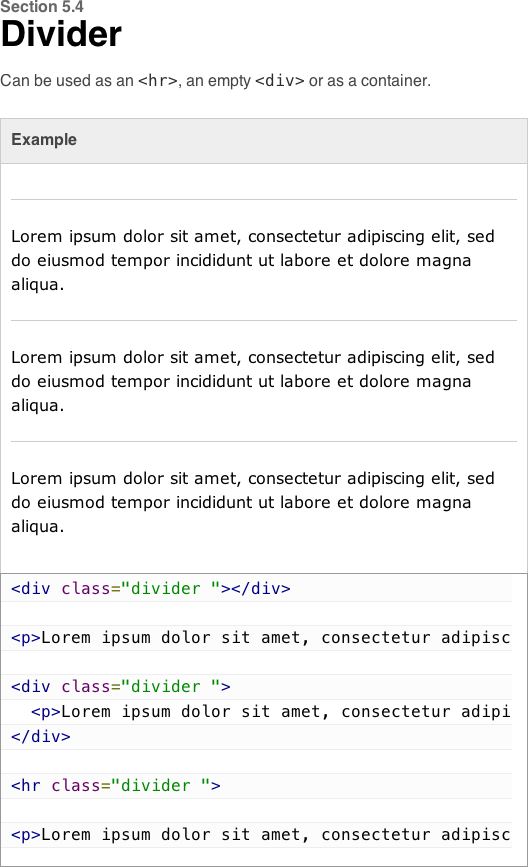 Section 5.4
Divider
Can be used as an <hr>, an empty <div> or as a container.
Example
Lorem ipsum dolor sit amet, consectetur adipiscing elit, sed
do eiusmod tempor incididunt ut labore et dolore magna
aliqua.
Lorem ipsum dolor sit amet, consectetur adipiscing elit, sed
do eiusmod tempor incididunt ut labore et dolore magna
aliqua.
Lorem ipsum dolor sit amet, consectetur adipiscing elit, sed
do eiusmod tempor incididunt ut labore et dolore magna
aliqua.
<div class="divider "></div>
<p>Lorem ipsum dolor sit amet, consectetur adipisc
<div class="divider ">
  <p>Lorem ipsum dolor sit amet, consectetur adipi
</div>
<hr class="divider ">
<p>Lorem ipsum dolor sit amet, consectetur adipisc